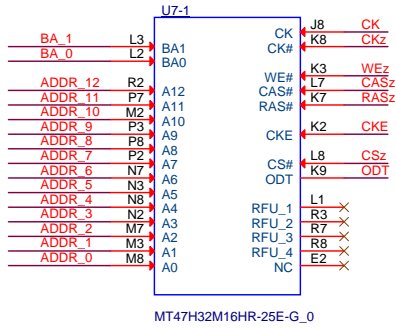 U7-1
BA_1 L3 BA1 CK J8 CK
BA_0 L2 BA0 CK# K8 CKz
WE# K3 WEz
ADDR_12 R2 A12 CAS# L7 CASz
ADDR_11 P7 A11 RAS# K7 RASz
ADDR_10 M2 A10
ADDR_9 P3 A9 CKE K2 CKE
ADDR_8 P8 A8
ADDR_7 P2 A7 CS# L8 CSz
ADDR_6 N7 A6 ODT K9 ODT
ADDR_5 N3 A5
ADDR_4 N8 A4 RFU_1 L1
ADDR_3 N2 A3 RFU_2 R3
ADDR_2 M7 A2 RFU_3 R7
ADDR_1 M3 A1 RFU_4 R8
ADDR_0 M8 A0 NC E2
MT47H32M16HR-25E-G_0